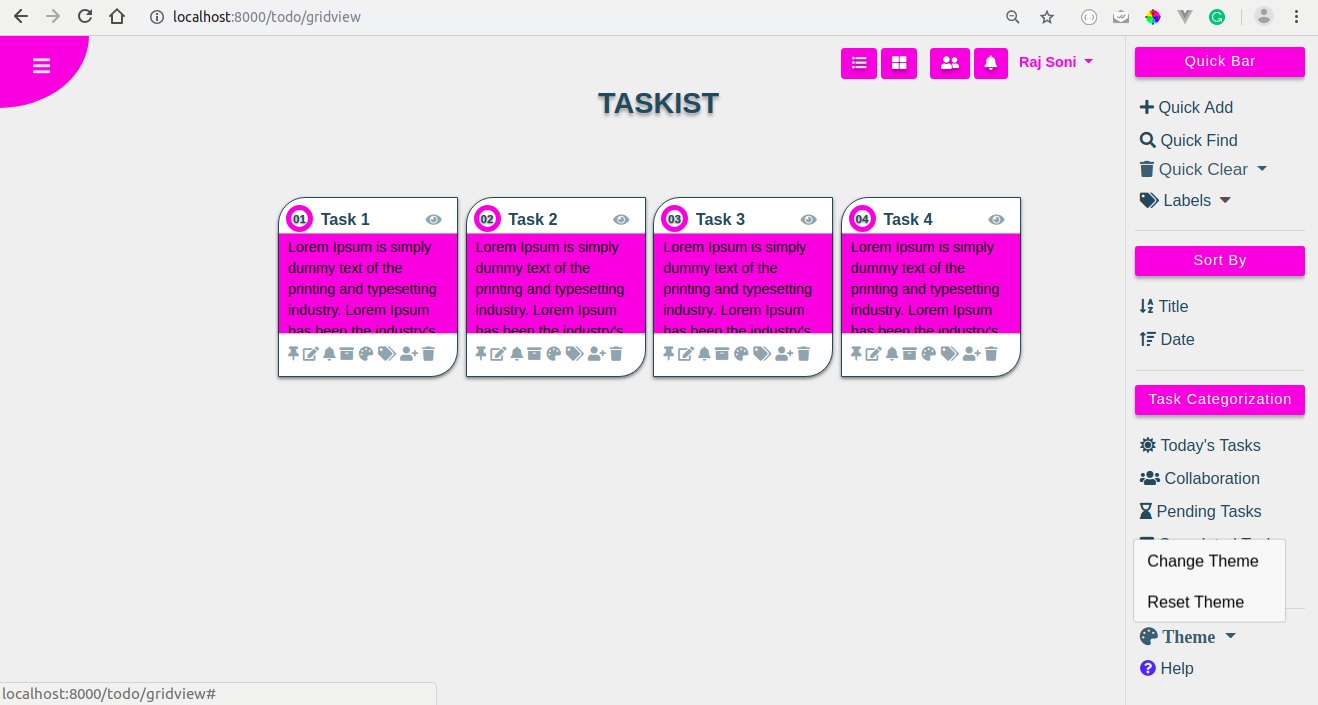 localhost:8000/todo/gridview
Raj Soni
TASKIST
01 Task 1
Lorem Ipsum is simply
dummy text of the
printing and typesetting
industry. Lorem Ipsum
has been the industry's
02 Task 2
Lorem Ipsum is simply
dummy text of the
printing and typesetting
industry. Lorem Ipsum
has been the industry's
03 Task 3
Lorem Ipsum is simply
dummy text of the
printing and typesetting
industry. Lorem Ipsum
has been the industry's
04 Task 4
Lorem Ipsum is simply
dummy text of the
printing and typesetting
industry. Lorem Ipsum
has been the industry's
Quick Bar
Quick Add
Quick Find
Quick Clear
Labels
Sort By
Title
Date
Task Categorization
Today's Tasks
Collaboration
Pending Tasks
Change Theme
Reset Theme
Theme
Help
localhost:8000/todo/gridview#